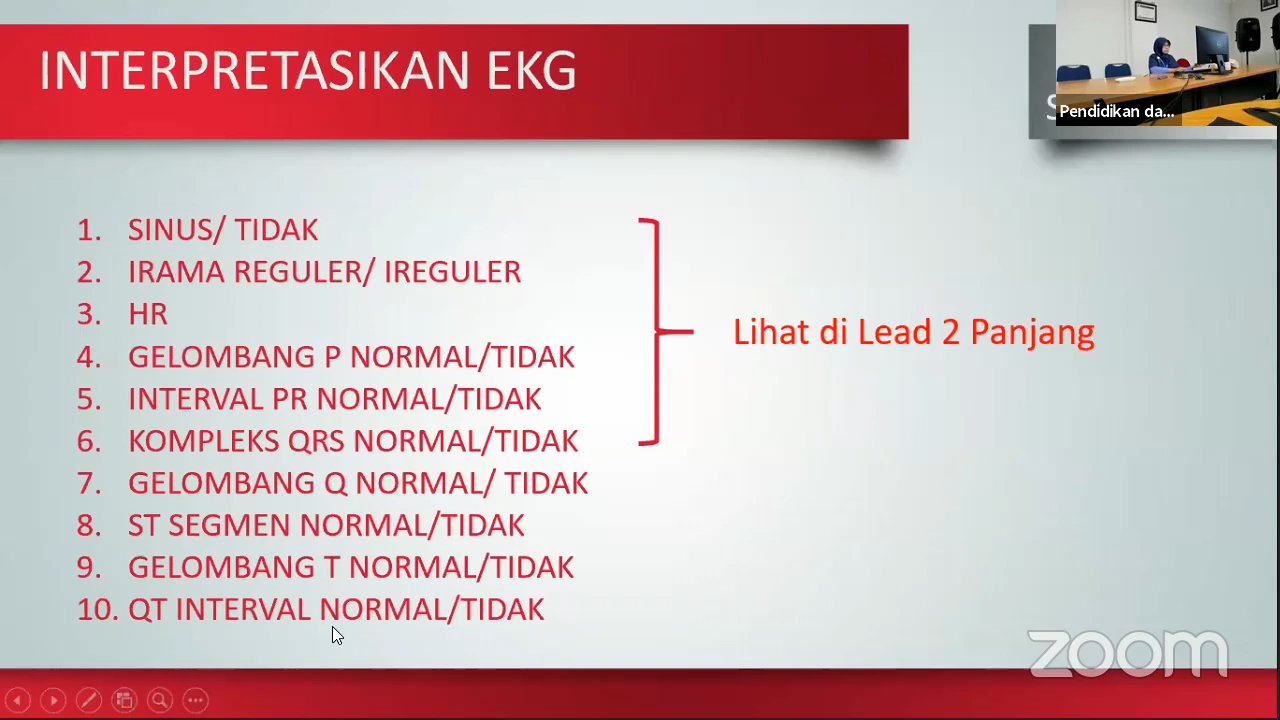 INTERPRETASIKAN EKG
Pendidikan da...
1. SINUS/ TIDAK
2. IRAMA REGULER/ IREGULER
3. HR
4. GELOMBANG P NORMAL/TIDAK
5. INTERVAL PR NORMAL/TIDAK
6. KOMPLEKS QRS NORMAL/TIDAK
7. GELOMBANG Q NORMAL/ TIDAK
8. ST SEGMEN NORMAL/TIDAK
9. GELOMBANG T NORMAL/TIDAK
10. QT INTERVAL NORMAL/TIDAK
Lihat di Lead 2 Panjang
zoom